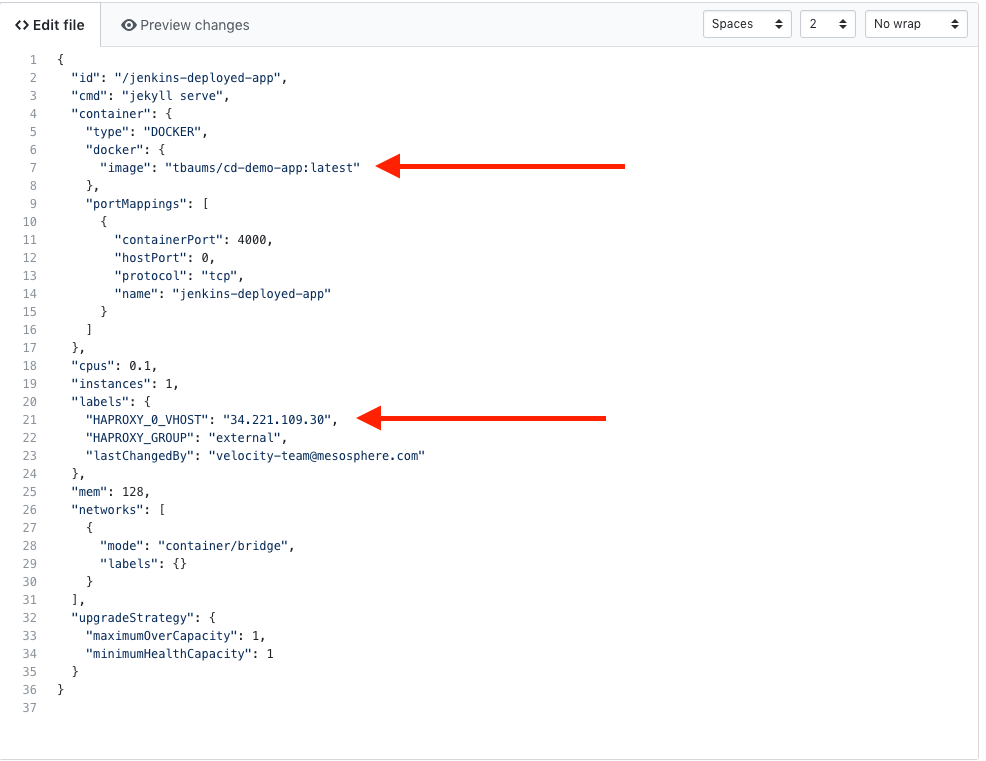 <> Edit file Preview changes Spaces 2 No wrap
1 {
2   "id": "/jenkins-deployed-app",
3   "cmd": "jekyll serve",
4   "container": {
5     "type": "DOCKER",
6     "docker": {
7       "image": "tbaums/cd-demo-app:latest"
8     },
9     "portMappings": [
10       {
11         "containerPort": 4000,
12         "hostPort": 0,
13         "protocol": "tcp",
14         "name": "jenkins-deployed-app"
15       }
16     ]
17   },
18   "cpus": 0.1,
19   "instances": 1,
20   "labels": {
21     "HAPROXY_0_VHOST": "34.221.109.30",
22     "HAPROXY_GROUP": "external",
23     "lastChangedBy": "velocity-team@mesosphere.com"
24   },
25   "mem": 128,
26   "networks": [
27     {
28       "mode": "container/bridge",
29       "labels": {}
30     }
31   ],
32   "upgradeStrategy": {
33     "maximumOverCapacity": 1,
34     "minimumHealthCapacity": 1
35   }
36 }
37